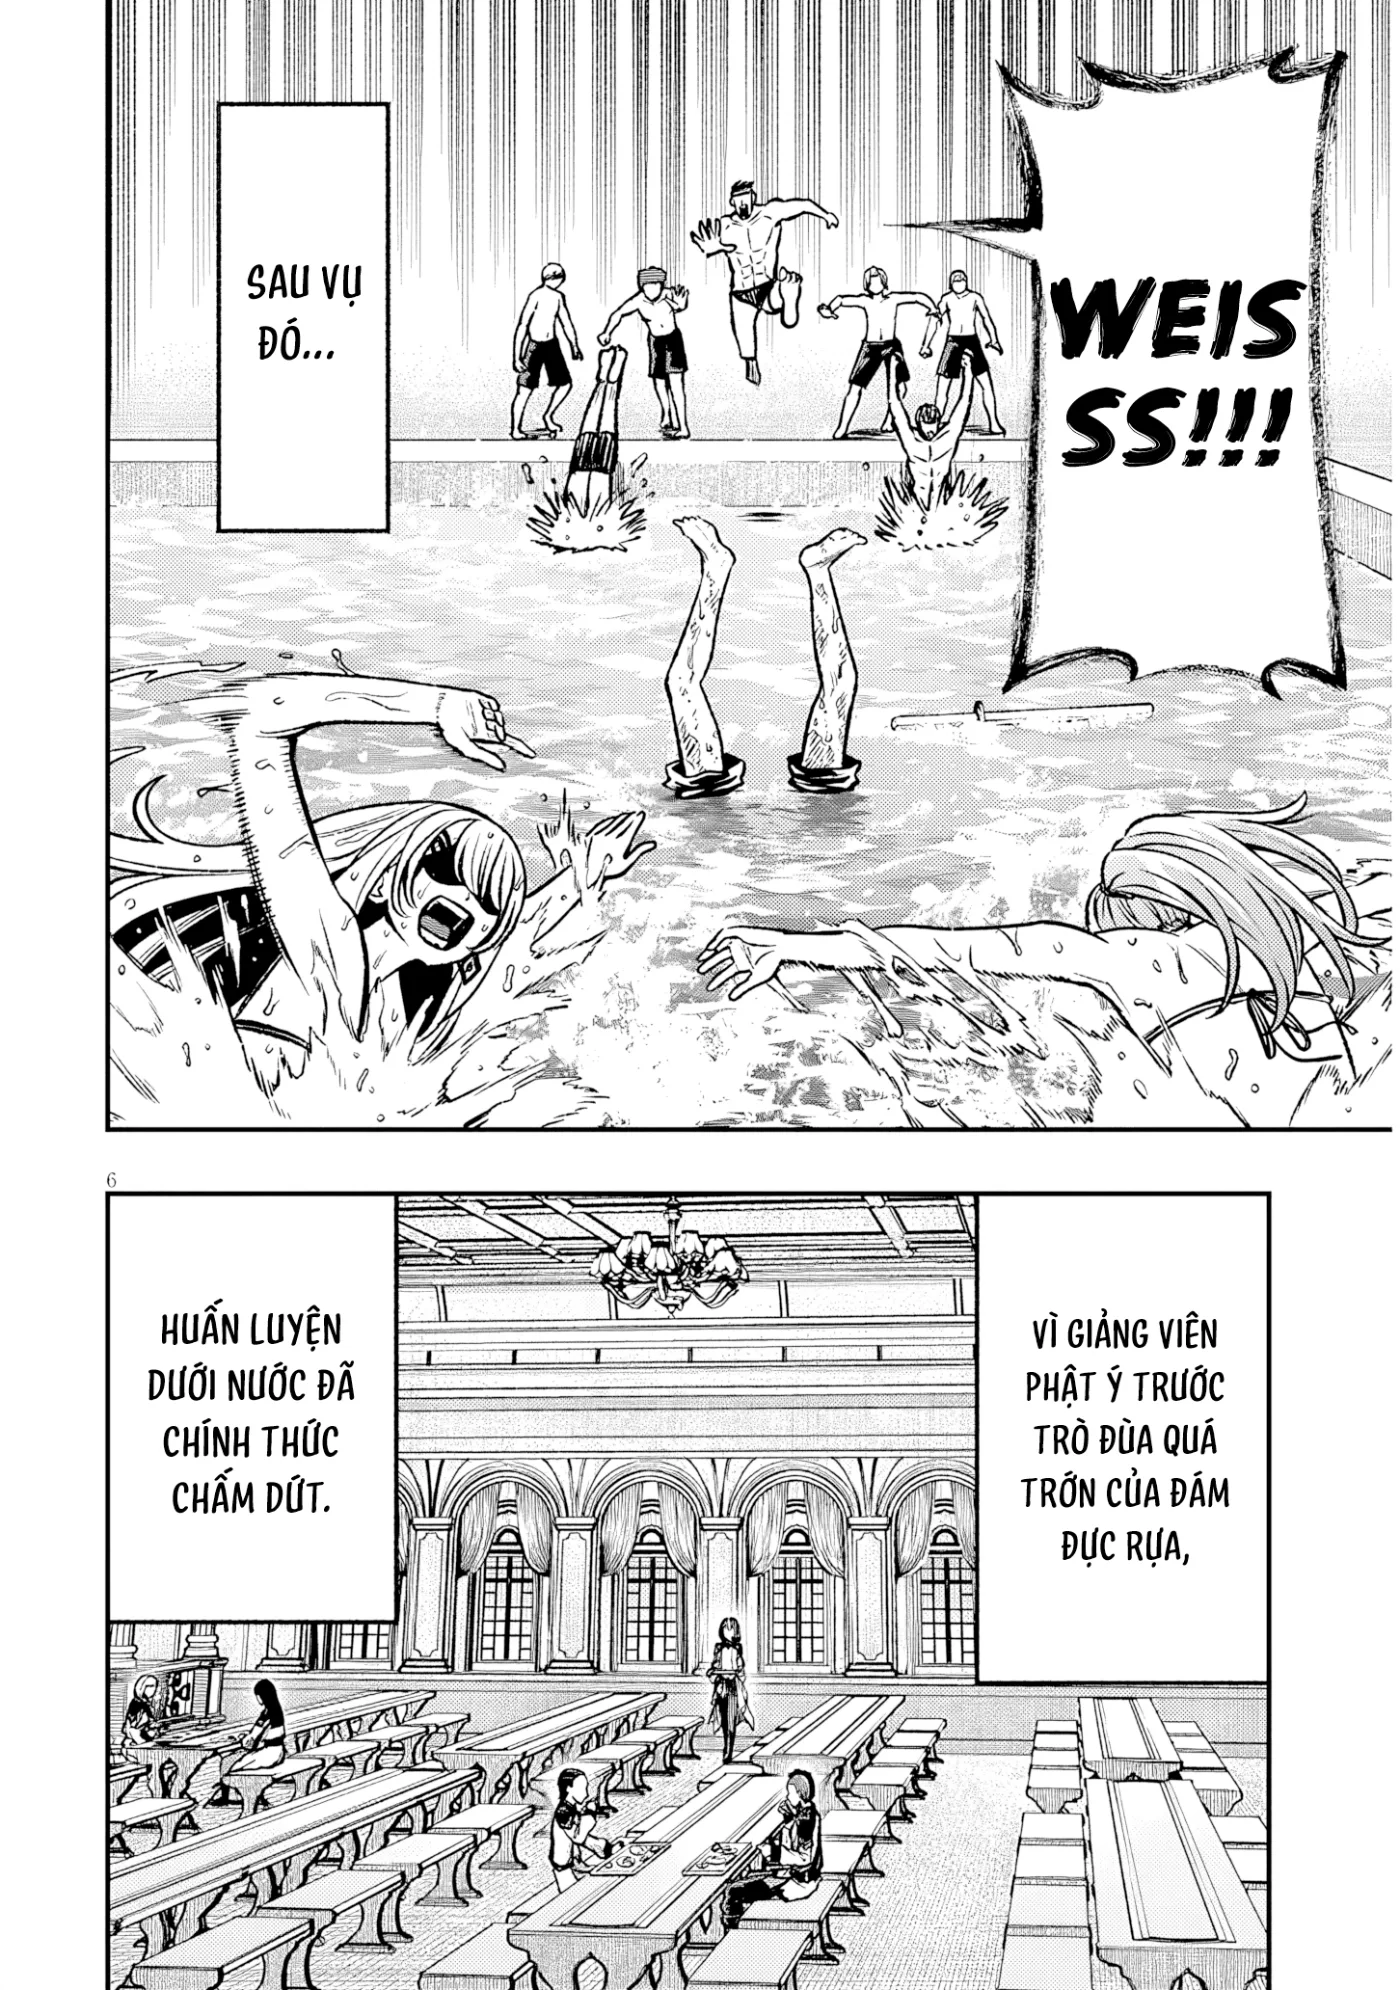 WEIS
SS!!!
SAU VỤ
ĐÓ...
6
VÌ GIẢNG VIÊN
PHẬT Ý TRƯỚC
TRÒ ĐÙA QUÁ
TRỚN CỦA ĐÁM
ĐỰC RỰA,
HUẤN LUYỆN
DƯỚI NƯỚC ĐÃ
CHÍNH THỨC
CHẤM DỨT.